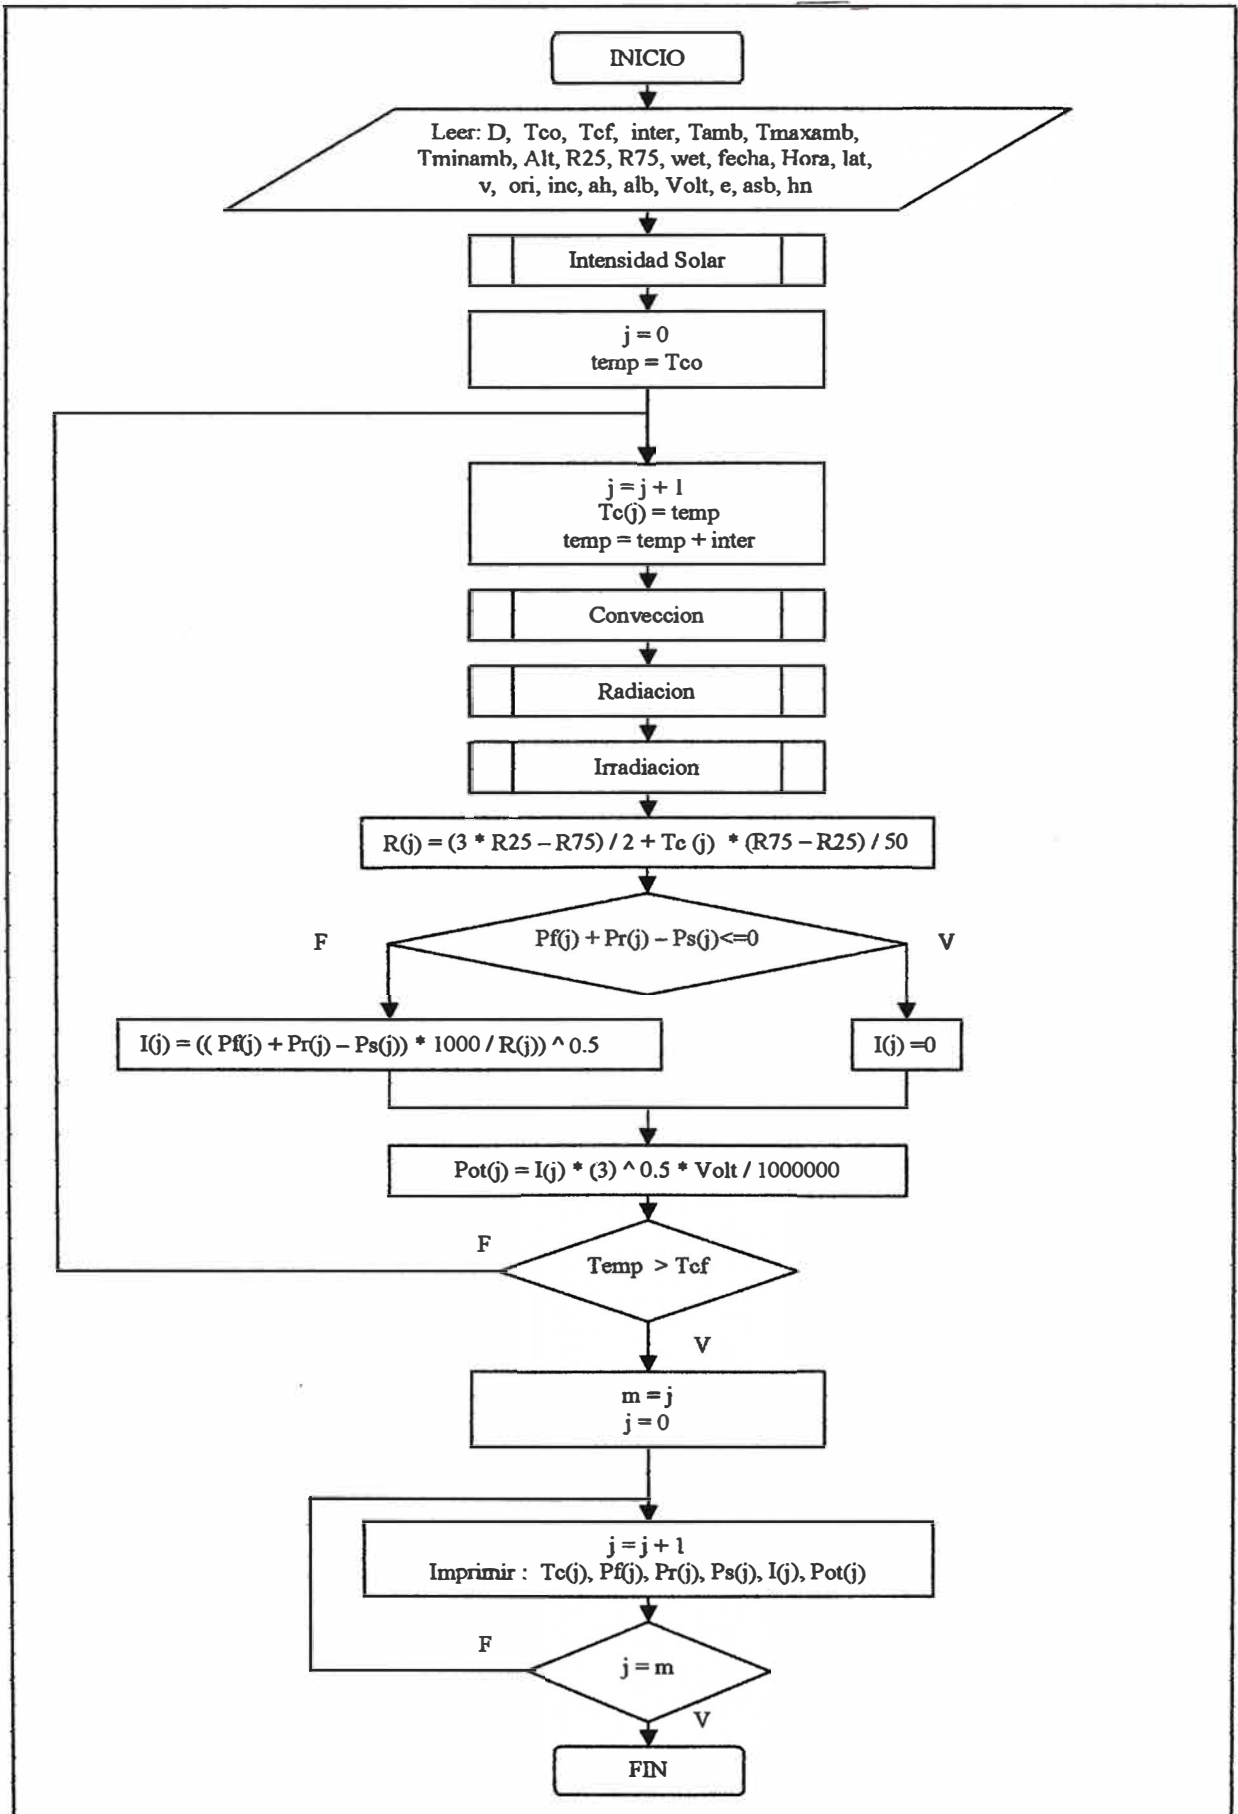 INICIO
Leer: D, Tco, Tcf, inter, Tamb, Tmaxamb,
Tminamb, Alt, R25, R75, wet, fecha, Hora, lat,
v, ori, inc, ah, alb, Volt, e, asb, hn
Intensidad Solar
j = 0
temp = Tco
j = j + 1
Tc(j) = temp
temp = temp + inter
Conveccion
Radiacion
Irradiacion
R(j) = (3 * R25 – R75) / 2 + Tc (j) * (R75 – R25) / 50
Pf(j) + Pr(j) – Ps(j)<=0
F
V
I(j) = (( Pf(j) + Pr(j) – Ps(j)) * 1000 / R(j)) ^ 0.5
I(j) =0
Pot(j) = I(j) * (3) ^ 0.5 * Volt / 1000000
F
Temp > Tcf
V
m = j
j = 0
j = j + 1
Imprimir : Tc(j), Pf(j), Pr(j), Ps(j), I(j), Pot(j)
F
j = m
V
FIN